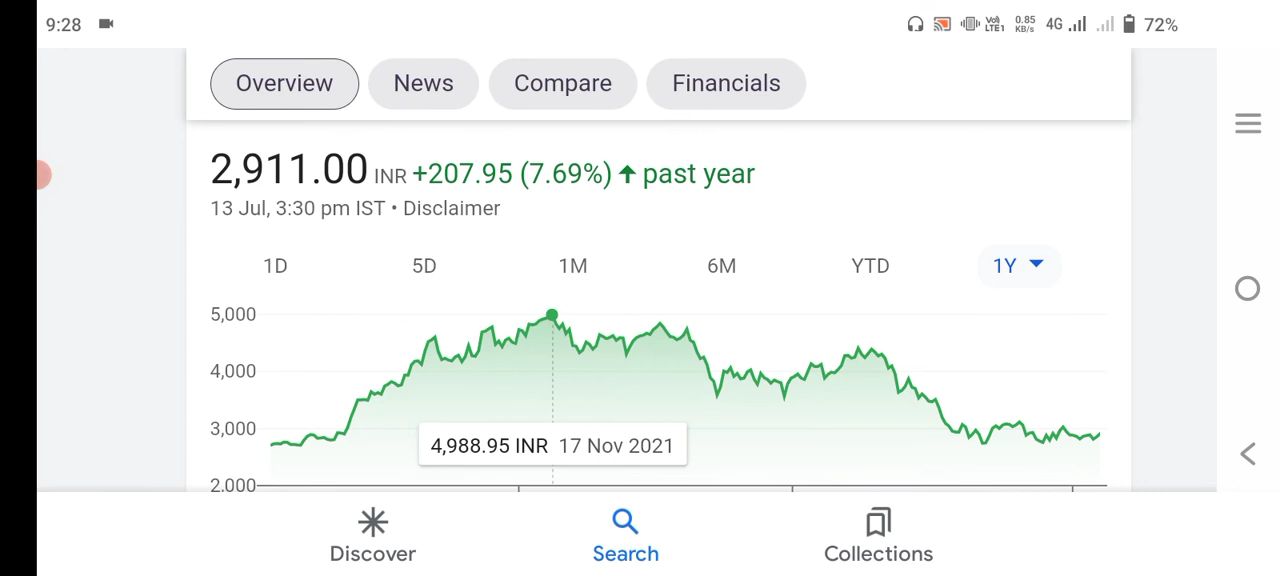 9:28
Vo) LTE1 0.85 KB/s 4G 72%
Overview News Compare Financials
2,911.00 INR +207.95 (7.69%) ↑ past year
13 Jul, 3:30 pm IST • Disclaimer
1D 5D 1M 6M YTD 1Y
5,000
4,000
3,000
4,988.95 INR 17 Nov 2021
2,000
Discover Search Collections